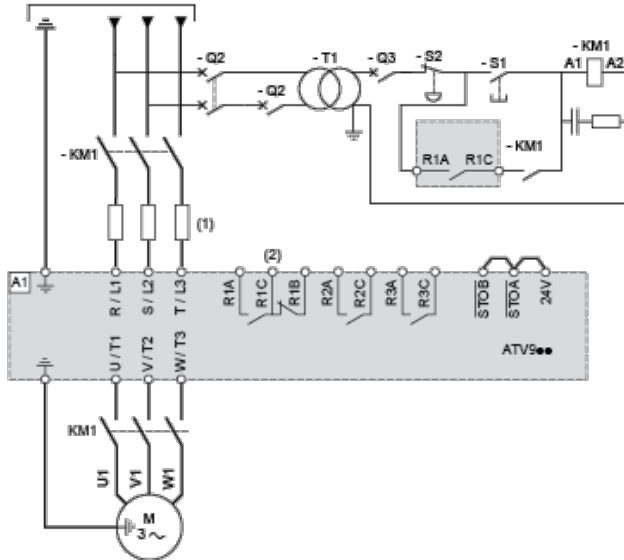 - Q2
- T1
- Q3
- S2
- S1
- KM1
A1
A2
- Q2
- KM1
R1A
R1C
- KM1
(1)
(2)
A1
R / L1
S / L2
T / L3
R1A
R1C
R1B
R2A
R2C
R3A
R3C
STOB
STOA
24V
U / T1
V / T2
W / T3
ATV9●●
KM1
U1
V1
W1
M
3 ~